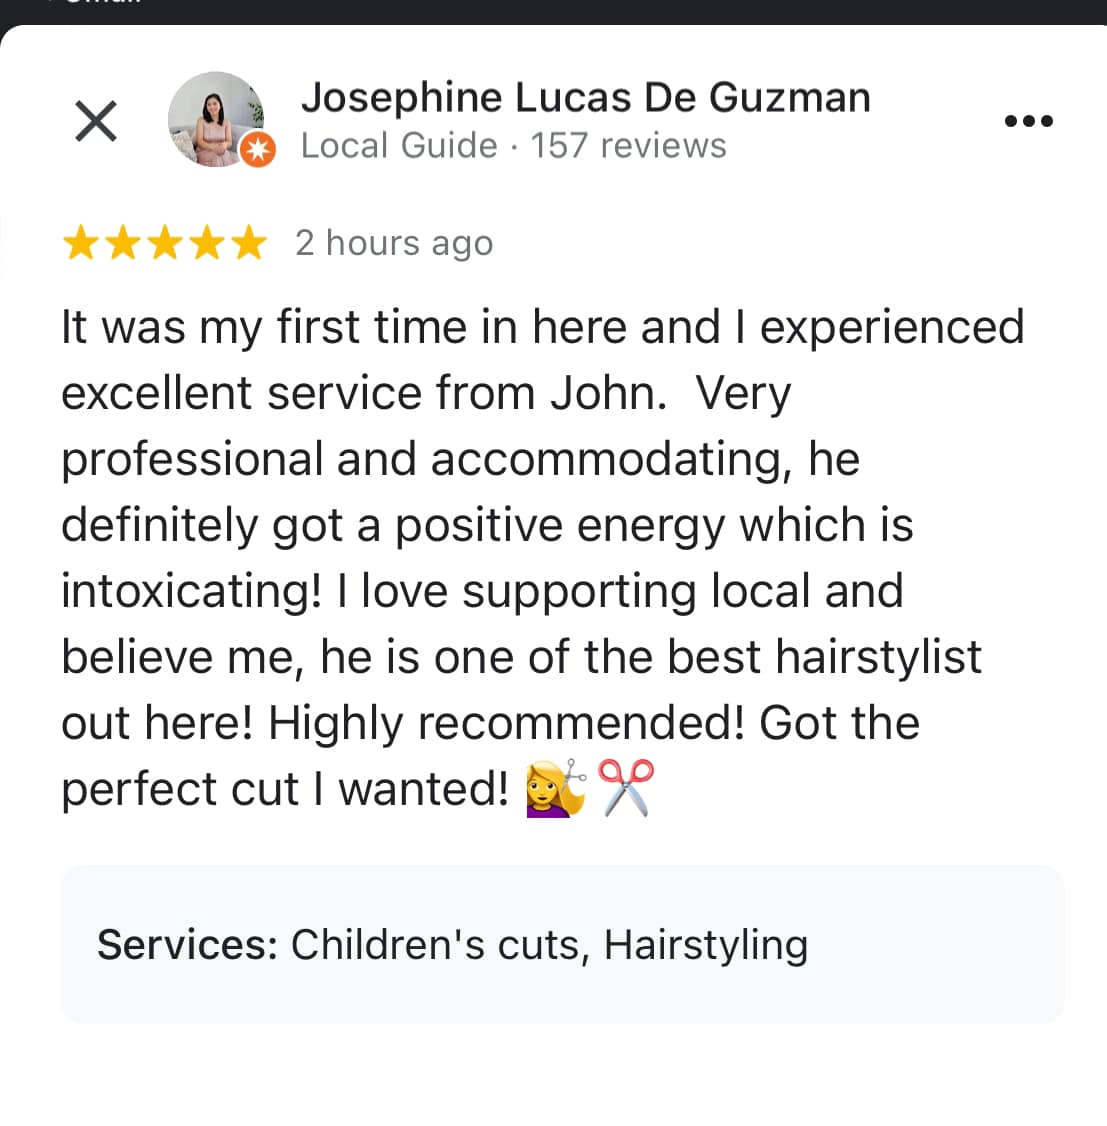 Josephine Lucas De Guzman
Local Guide · 157 reviews
2 hours ago
It was my first time in here and I experienced
excellent service from John.  Very
professional and accommodating, he
definitely got a positive energy which is
intoxicating! I love supporting local and
believe me, he is one of the best hairstylist
out here! Highly recommended! Got the
perfect cut I wanted! 💇‍♀️✂️
Services: Children's cuts, Hairstyling